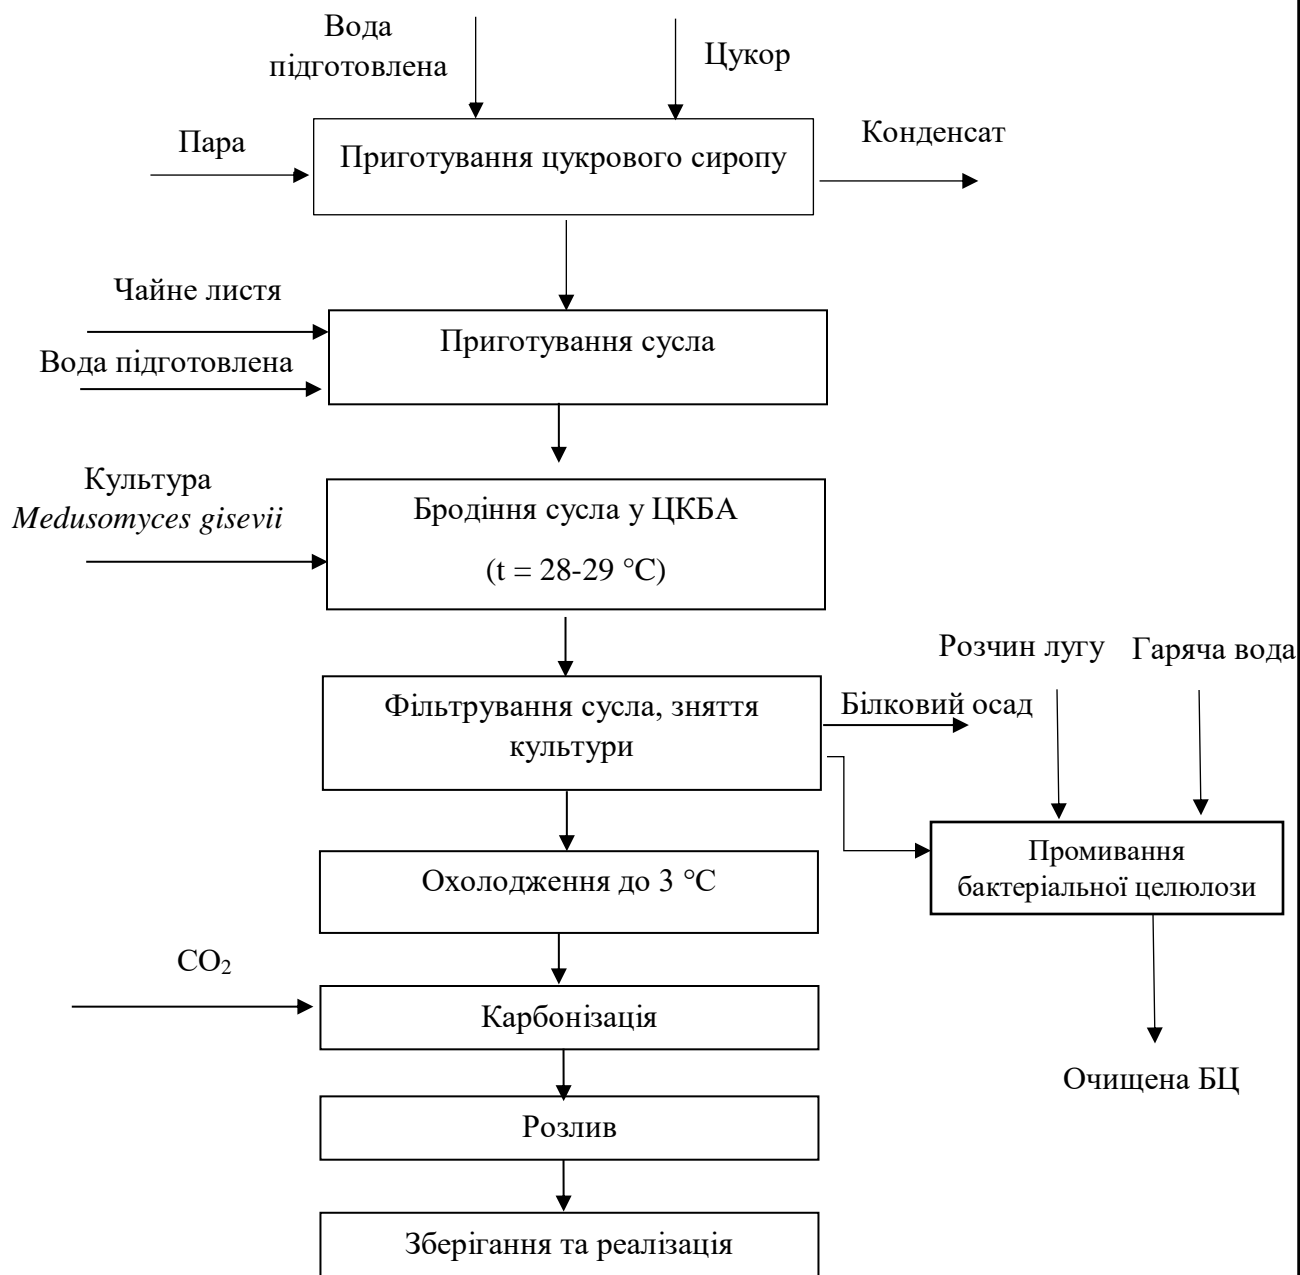 Вода
підготовлена
Цукор
Пара
Приготування цукрового сиропу
Конденсат
Чайне листя
Приготування сусла
Вода підготовлена
Культура
Medusomyces gisevii
Бродіння сусла у ЦКБА
(t = 28-29 °С)
Розчин лугу
Гаряча вода
Фільтрування сусла, зняття
культури
Білковий осад
Промивання
бактеріальної целюлози
Охолодження до 3 °С
CO₂
Карбонізація
Очищена БЦ
Розлив
Зберігання та реалізація